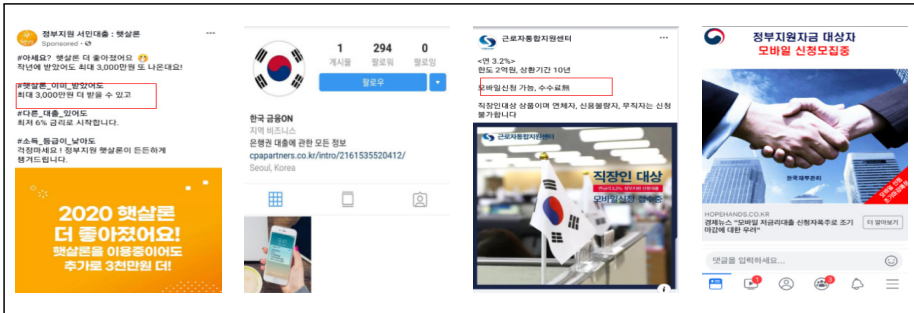 정부지원 서민대출 : 햇살론
Sponsored ·
#아세요? 햇살론 더 좋아졌어요
작년에 받았어도 최대 3,000만원 또 나온대요!
#햇살론_이미_받았어도
최대 3,000만원 더 받을 수 있고
#다른_대출_있어도
최저 6% 금리로 시작합니다.
#소득_등급이_낮아도
걱정마세요! 정부지원 햇살론이 든든하게
챙겨드립니다.
2020 햇살론
더 좋아졌어요!
햇살론을 이용중이어도
추가로 3천만원 더!
1 294 0
게시물 팔로워 팔로잉
팔로우
한국 금융ON
지역 비즈니스
은행권 대출에 관한 모든 정보
cpapartners.co.kr/intro/2161535520412/
Seoul, Korea
근로자통합지원센터
<연 3.2%>
한도 2억원, 상환기간 10년
모바일신청 가능, 수수료無
직장인대상 상품이며 연체자, 신용불량자, 무직자는 신청
불가합니다
근로자통합지원센터
직장인 대상
모바일신청 접수중
정부지원자금 대상자
모바일 신청모집중
한국재무관리
HOPEHANDS.CO.KR
경제뉴스 "모바일 저금리대출 신청자폭주로 조기
마감에 대한 우려"
더 알아보기
댓글을 입력하세요...
1 3